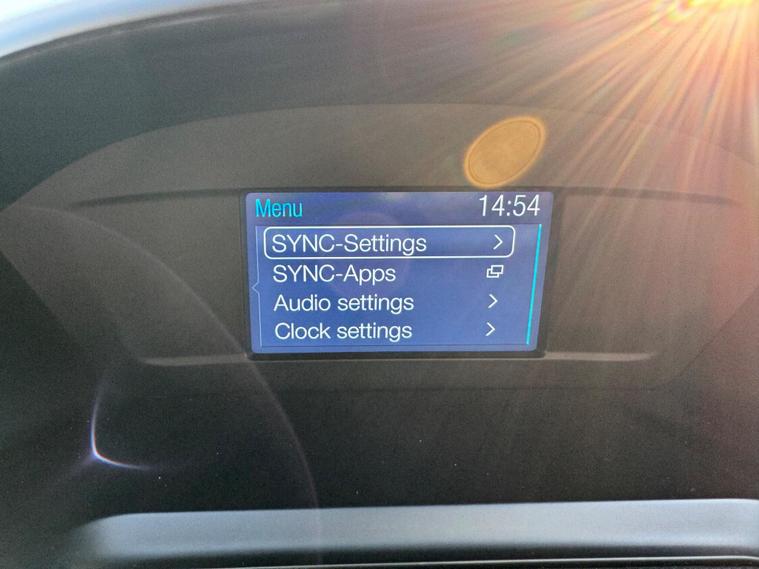 Menu 14:54
SYNC-Settings
SYNC-Apps
Audio settings
Clock settings